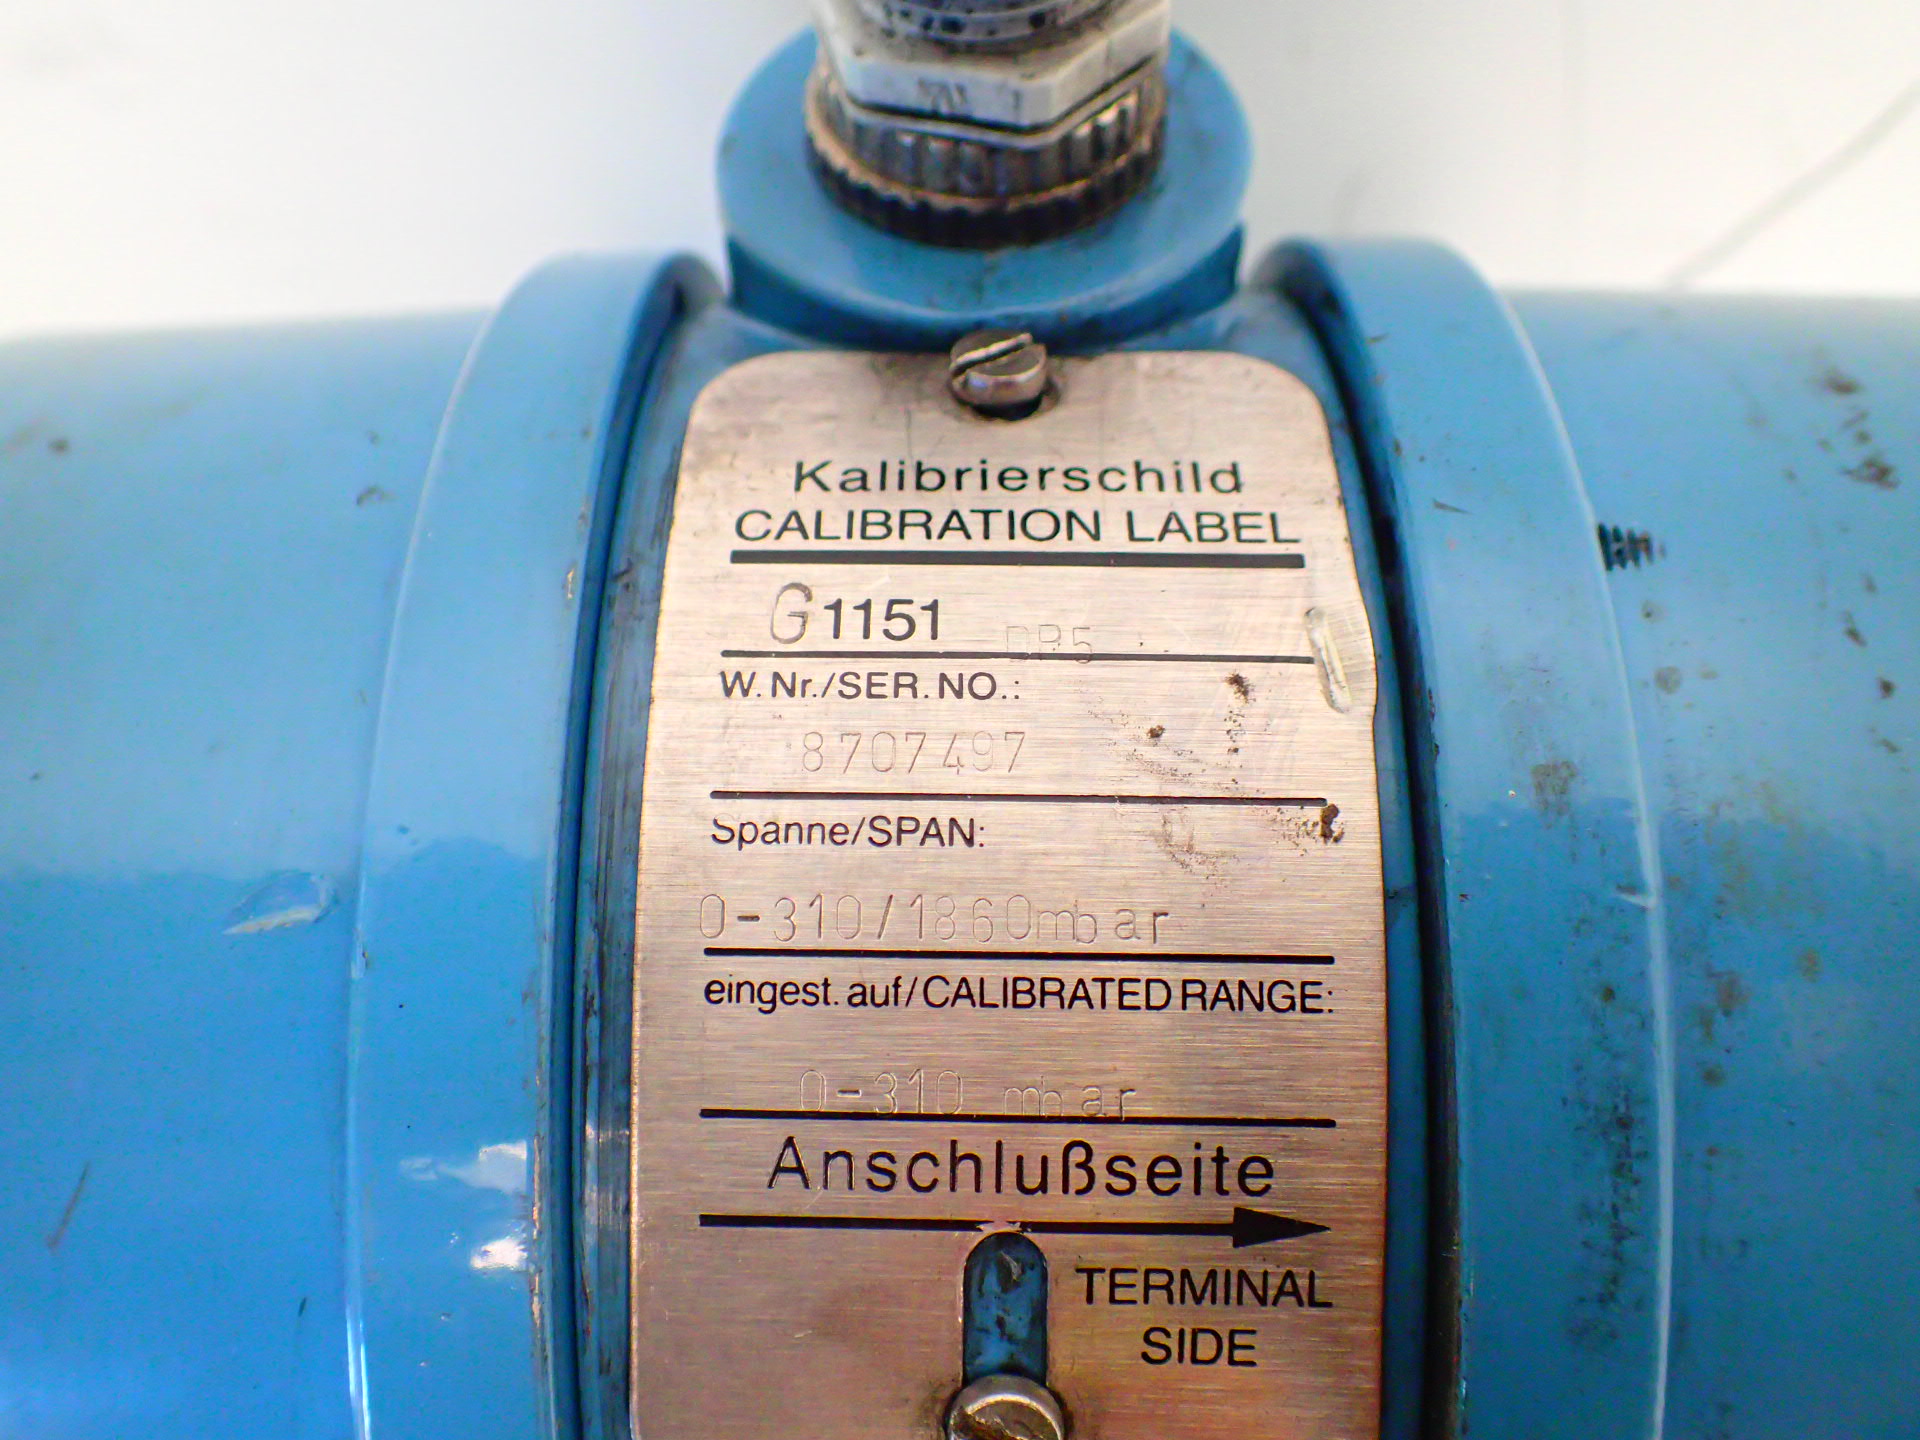 Kalibrierschild
CALIBRATION LABEL
G1151 DP5
W.Nr./SER.NO.:
8707497
Spanne/SPAN:
0-310/1860mbar
eingest. auf/CALIBRATED RANGE:
0-310 mbar
Anschlußseite
TERMINAL
SIDE